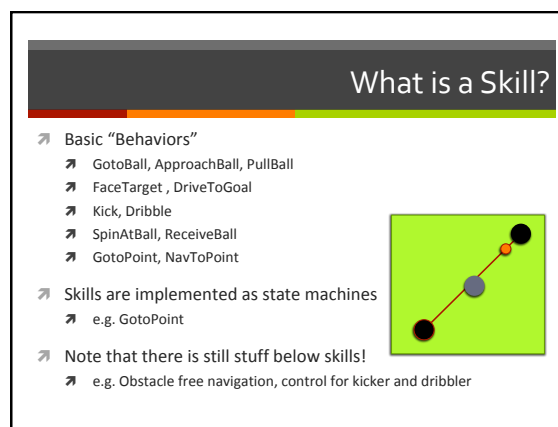 What is a Skill?
Basic “Behaviors”
GotoBall, ApproachBall, PullBall
FaceTarget , DriveToGoal
Kick, Dribble
SpinAtBall, ReceiveBall
GotoPoint, NavToPoint
Skills are implemented as state machines
e.g. GotoPoint
Note that there is still stuff below skills!
e.g. Obstacle free navigation, control for kicker and dribbler